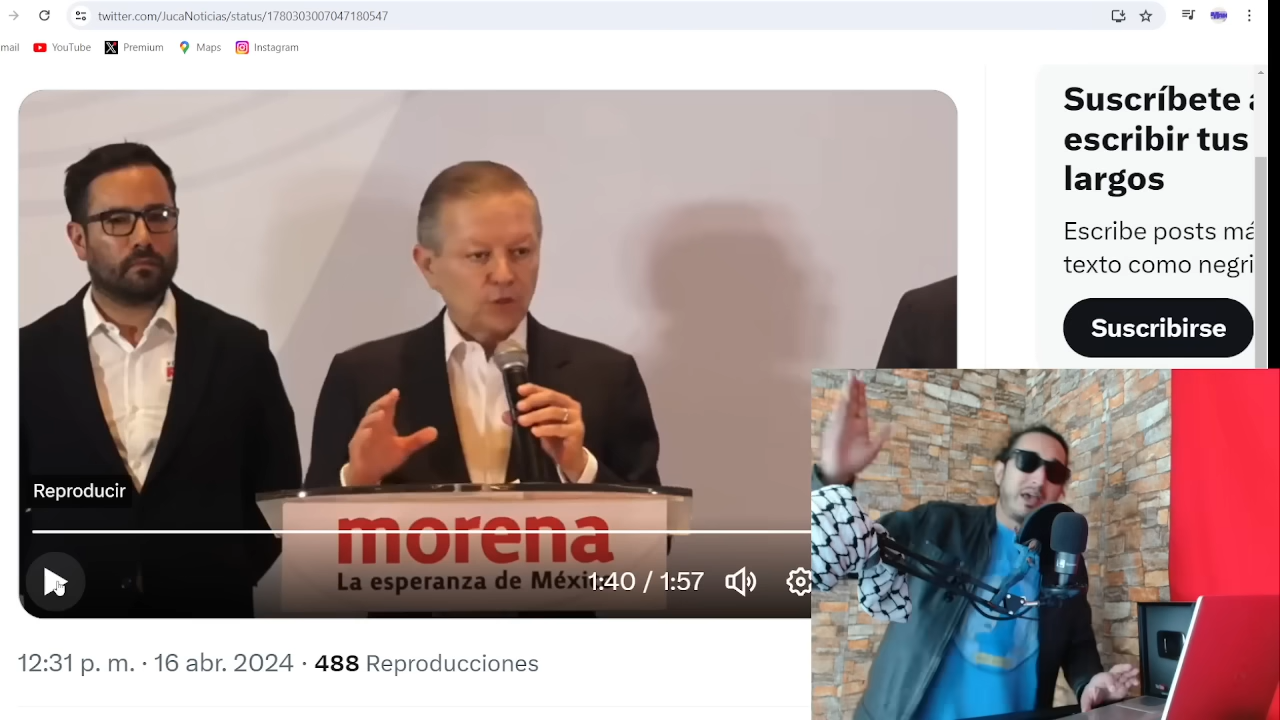 twitter.com/JucaNoticias/status/1780303007047180547
mail
YouTube
Premium
Maps
Instagram
Suscríbete a
escribir tus
largos
Escribe posts má
texto como negri
Suscribirse
Reproducir
morena
La esperanza de Méxi
1:40 / 1:57
12:31 p. m. · 16 abr. 2024 · 488 Reproducciones